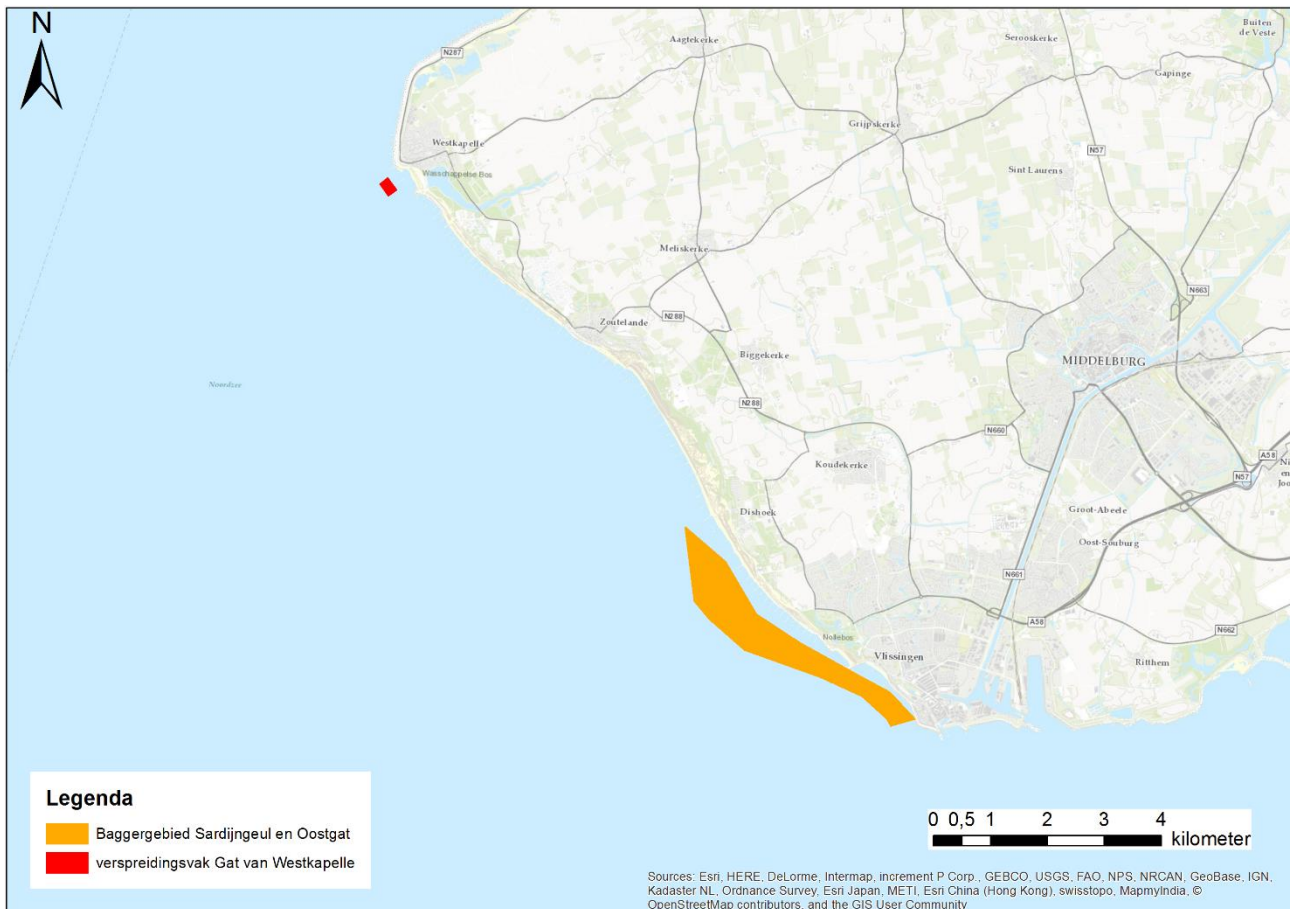 N
N287
Aagtekerke
Serooskerke
Buiten
de Veste
Gapinge
Grijpskerke
Westkapelle
N57
Sint Laurens
Meliskerke
N663
Zoutelande
N288
Biggekerke
MIDDELBURG
Noordzee
N288
N660
A58
Koudekerke
Ni
en
Joo
N57
Dishoek
Groot-Abeele
Oost-Souburg
N661
A58
N662
Nollebos
Vlissingen
Ritthem
Legenda
Baggergebied Sardijngeul en Oostgat
verspreidingsvak Gat van Westkapelle
0 0,5 1 2 3 4
kilometer
Sources: Esri, HERE, DeLorme, Intermap, increment P Corp., GEBCO, USGS, FAO, NPS, NRCAN, GeoBase, IGN,
Kadaster NL, Ordnance Survey, Esri Japan, METI, Esri China (Hong Kong), swisstopo, MapmyIndia, ©
OpenStreetMap contributors, and the GIS User Community